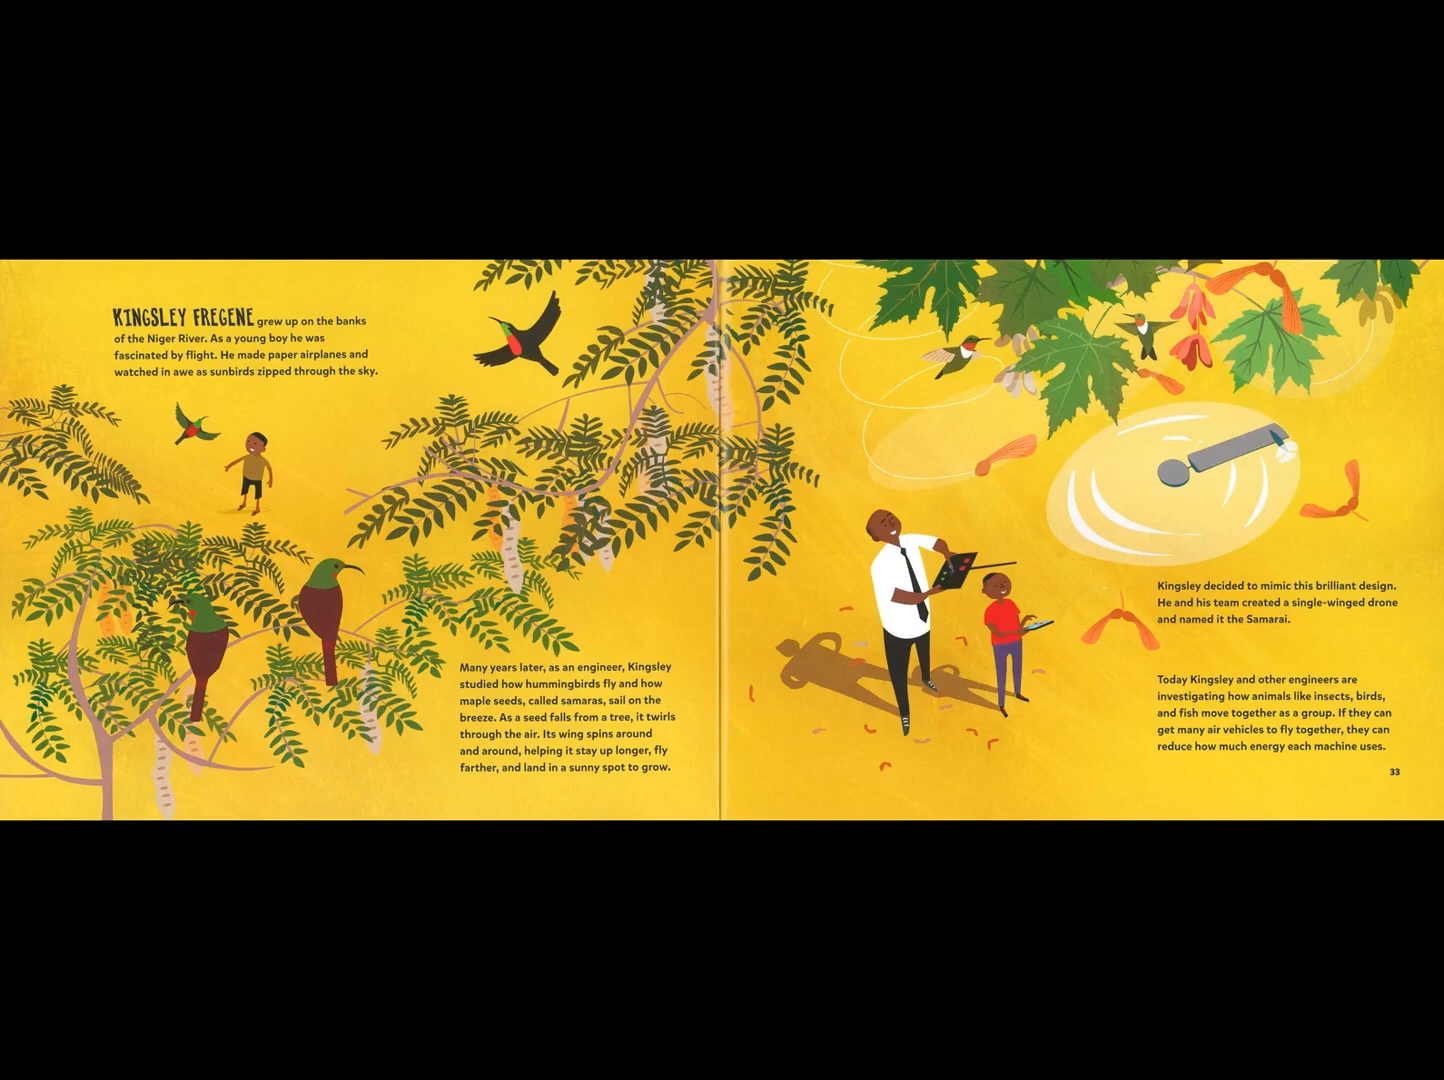 KINGSLEY FREGENE grew up on the banks
of the Niger River. As a young boy he was
fascinated by flight. He made paper airplanes and
watched in awe as sunbirds zipped through the sky.
Many years later, as an engineer, Kingsley
studied how hummingbirds fly and how
maple seeds, called samaras, sail on the
breeze. As a seed falls from a tree, it twirls
through the air. Its wing spins around
and around, helping it stay up longer, fly
farther, and land in a sunny spot to grow.
Kingsley decided to mimic this brilliant design.
He and his team created a single-winged drone
and named it the Samarai.
Today Kingsley and other engineers are
investigating how animals like insects, birds,
and fish move together as a group. If they can
get many air vehicles to fly together, they can
reduce how much energy each machine uses.
33